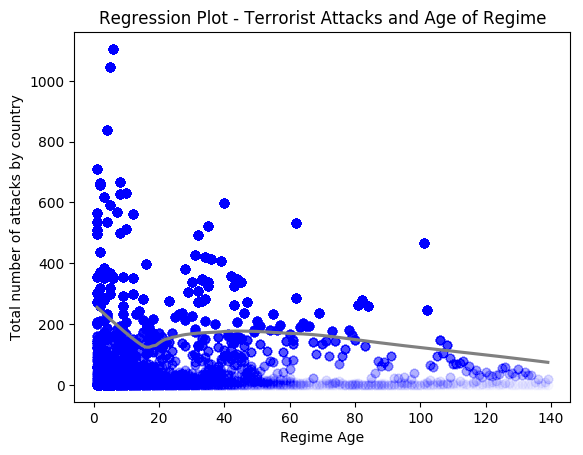 Regression Plot - Terrorist Attacks and Age of Regime
Total number of attacks by country
1000
800
600
400
200
0
0 20 40 60 80 100 120 140
Regime Age